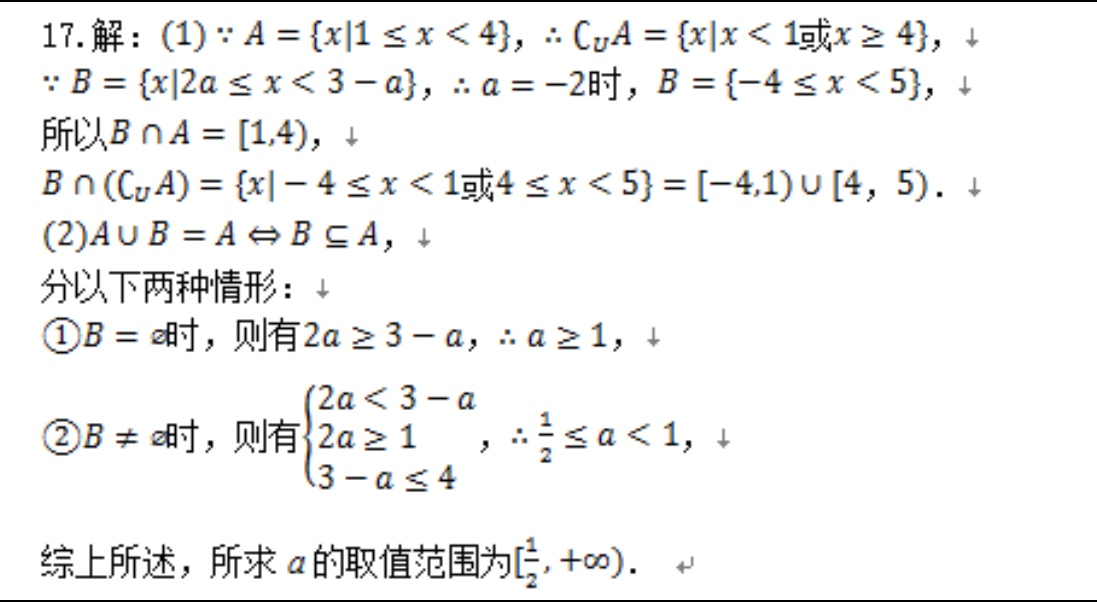 17.解：(1)∵ A = {x|1 ≤ x < 4}，∴ ∁UA = {x|x < 1或x ≥ 4}，↓
∵ B = {x|2a ≤ x < 3 − a}，∴ a = −2时，B = {−4 ≤ x < 5}，↓
所以B ∩ A = [1,4)，↓
B ∩ (∁UA) = {x| − 4 ≤ x < 1或4 ≤ x < 5} = [−4,1) ∪ [4，5)．↓
(2)A ∪ B = A ⇔ B ⊆ A，↓
分以下两种情形：↓
①B = ∅时，则有2a ≥ 3 − a，∴ a ≥ 1，↓
②B ≠ ∅时，则有{2a < 3 − a
2a ≥ 1
3 − a ≤ 4，∴ 1/2 ≤ a < 1，↓
综上所述，所求 a 的取值范围为[1/2, +∞)．↵